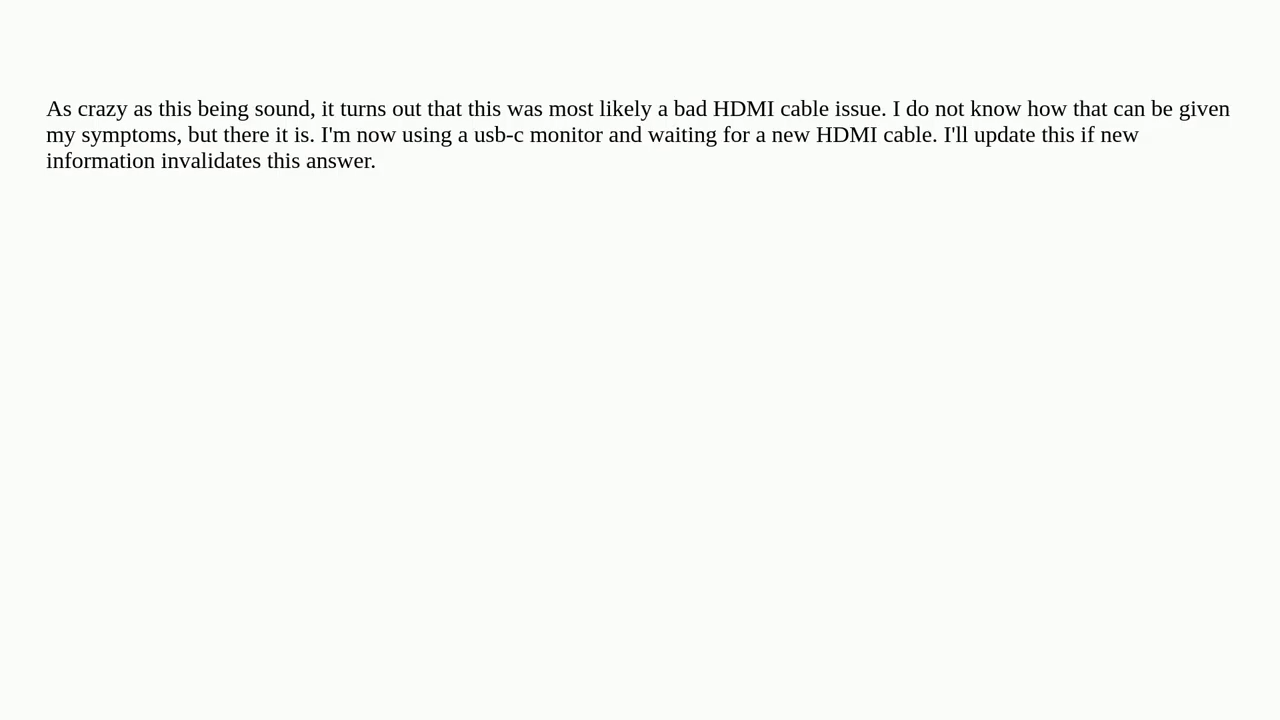 As crazy as this being sound, it turns out that this was most likely a bad HDMI cable issue. I do not know how that can be given
my symptoms, but there it is. I'm now using a usb-c monitor and waiting for a new HDMI cable. I'll update this if new
information invalidates this answer.